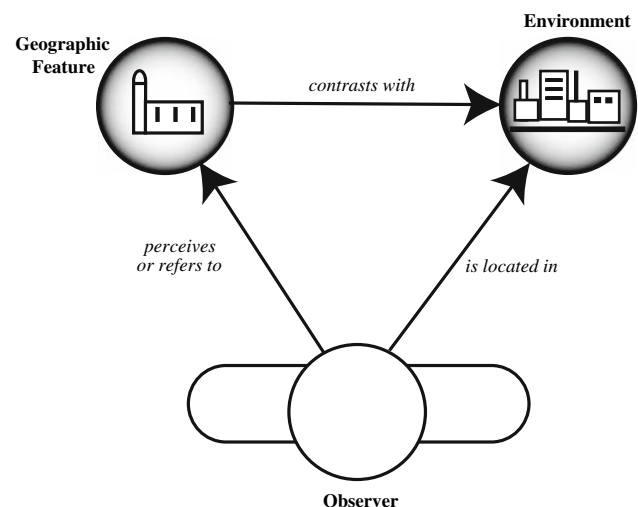 Environment
Geographic
Feature
contrasts with
perceives
or refers to
is located in
Observer